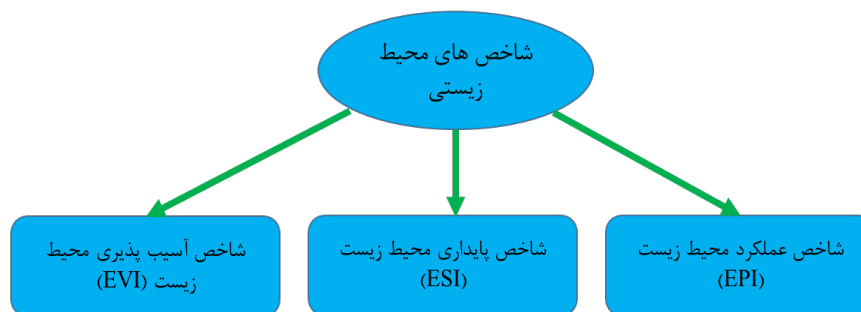 شاخص های محیط
زیستی
شاخص عملکرد محیط زیست
(EPI)
شاخص پایداری محیط زیست
(ESI)
شاخص آسیب پذیری محیط
زیست (EVI)